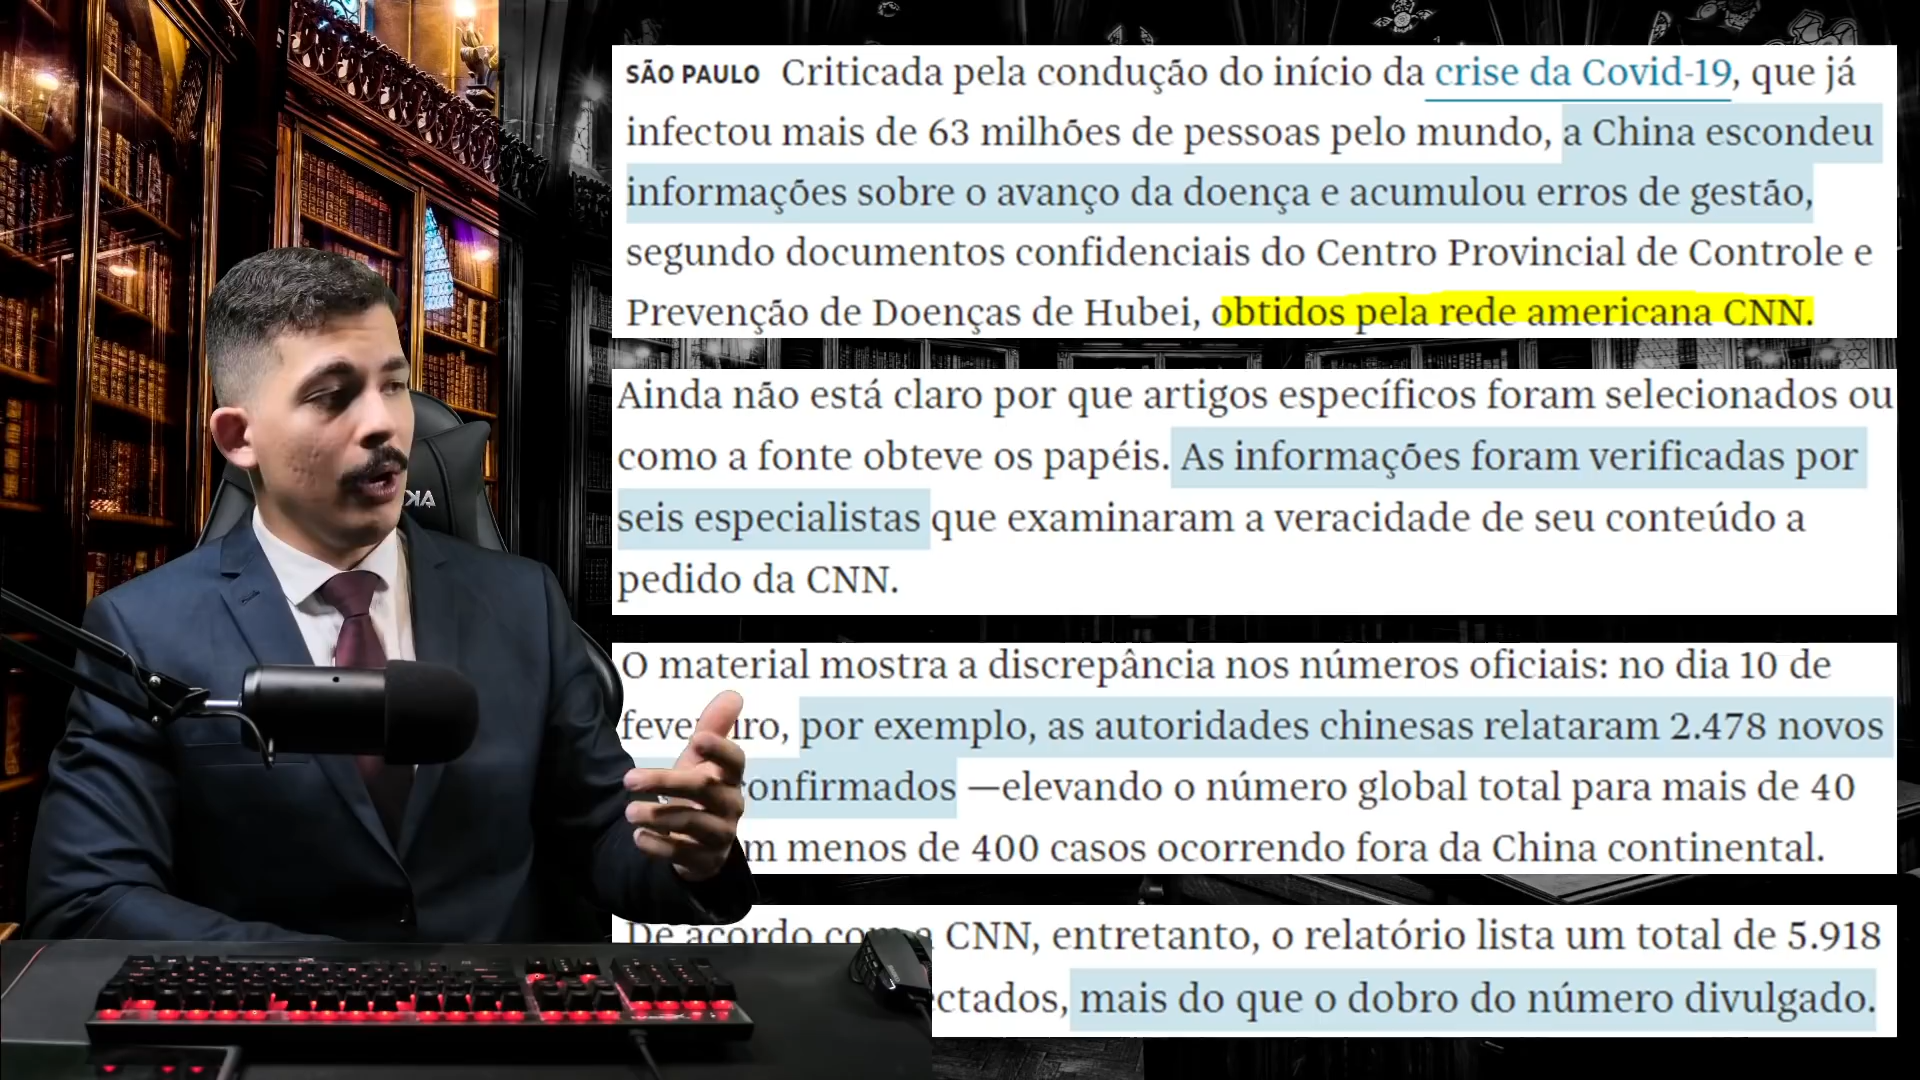 SÃO PAULO Criticada pela condução do início da crise da Covid-19, que já
infectou mais de 63 milhões de pessoas pelo mundo, a China escondeu
informações sobre o avanço da doença e acumulou erros de gestão,
segundo documentos confidenciais do Centro Provincial de Controle e
Prevenção de Doenças de Hubei, obtidos pela rede americana CNN.
Ainda não está claro por que artigos específicos foram selecionados ou
como a fonte obteve os papéis. As informações foram verificadas por
seis especialistas que examinaram a veracidade de seu conteúdo a
pedido da CNN.
O material mostra a discrepância nos números oficiais: no dia 10 de
fevereiro, por exemplo, as autoridades chinesas relataram 2.478 novos
confirmados —elevando o número global total para mais de 40
m menos de 400 casos ocorrendo fora da China continental.
De acordo com a CNN, entretanto, o relatório lista um total de 5.918
ectados, mais do que o dobro do número divulgado.